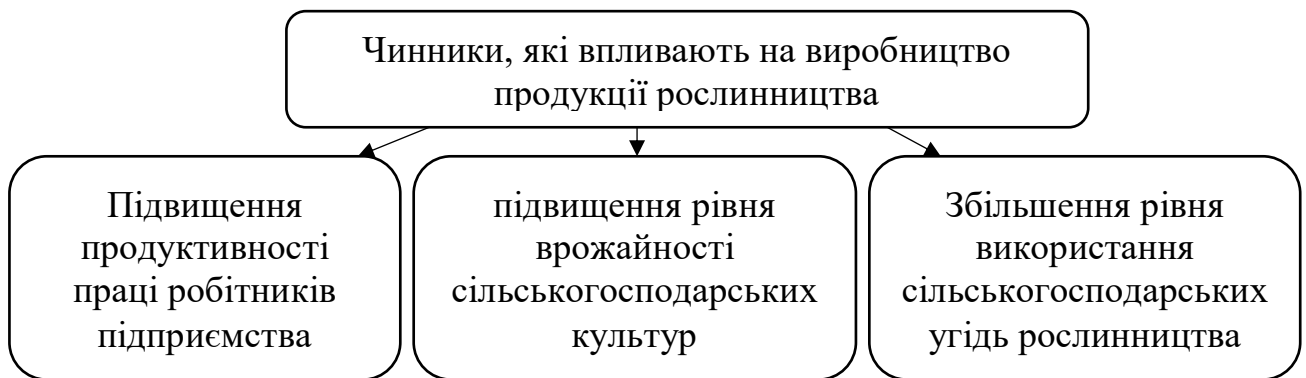 Чинники, які впливають на виробництво
продукції рослинництва
Підвищення
продуктивності
праці робітників
підприємства
підвищення рівня
врожайності
сільськогосподарських
культур
Збільшення рівня
використання
сільськогосподарських
угідь рослинництва